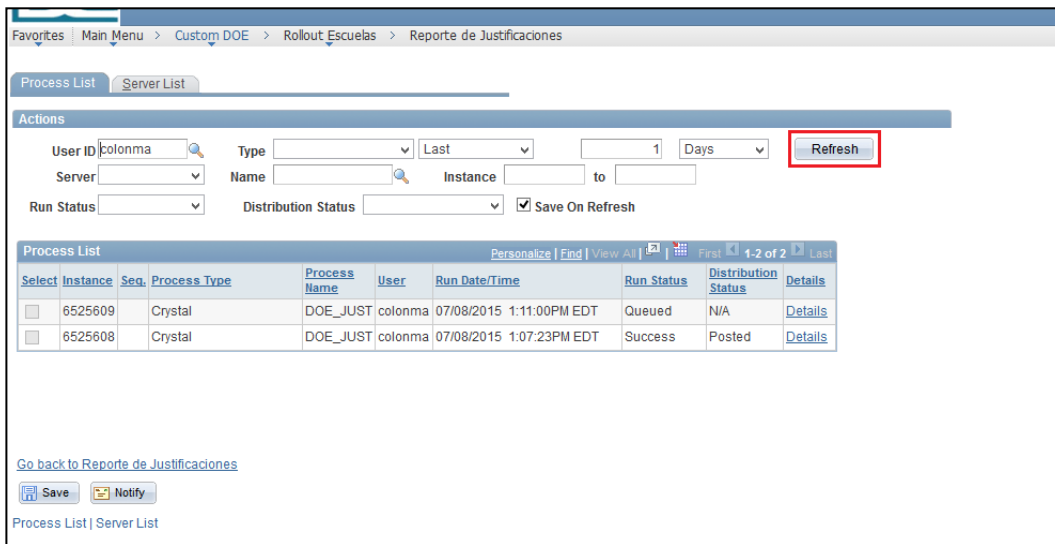 Favorites Main Menu > Custom DOE > Rollout Escuelas > Reporte de Justificaciones
Process List Server List
Actions
User ID colonma Type Last 1 Days Refresh
Server Name Instance to
Run Status Distribution Status Save On Refresh
Process List Personalize | Find | View All | | First 1-2 of 2 Last
Select Instance Seq. Process Type Process Name User Run Date/Time Run Status Distribution Status Details
6525609 Crystal DOE_JUST colonma 07/08/2015 1:11:00PM EDT Queued N/A Details
6525608 Crystal DOE_JUST colonma 07/08/2015 1:07:23PM EDT Success Posted Details
Go back to Reporte de Justificaciones
Save Notify
Process List | Server List